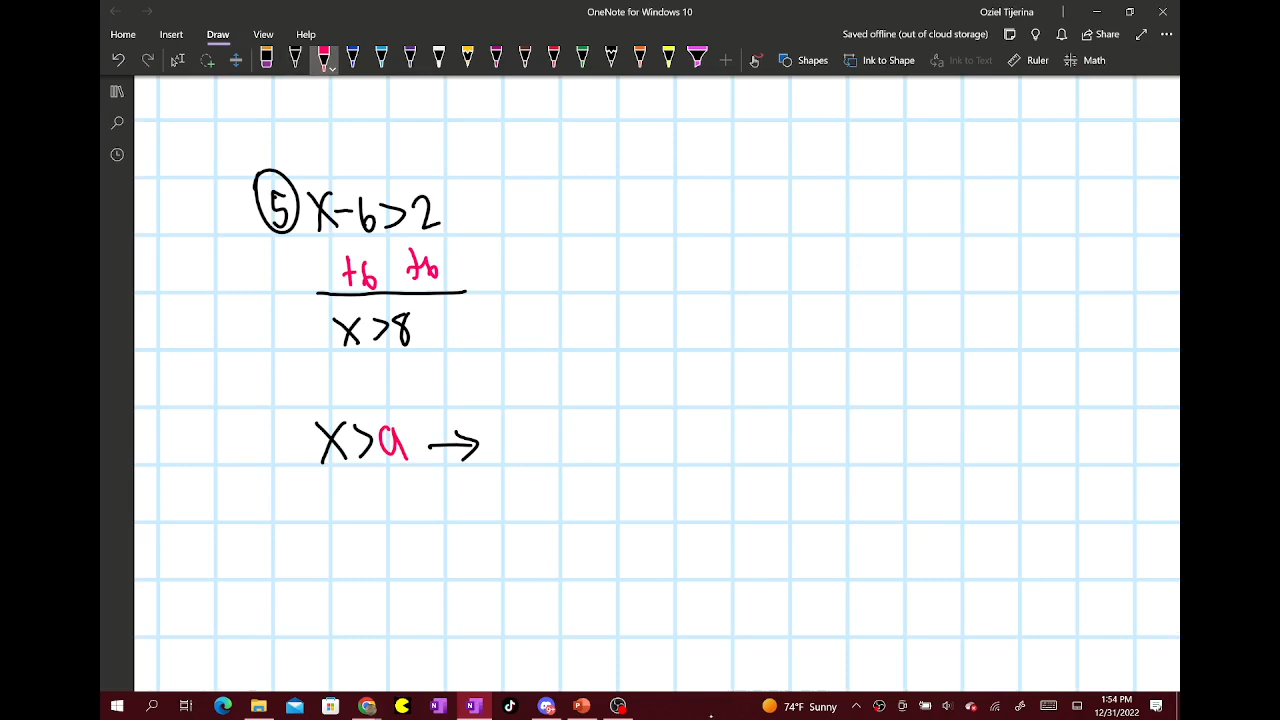 OneNote for Windows 10
Oziel Tijerina
Home Insert Draw View Help
Saved offline (out of cloud storage)
Share
Shapes
Ink to Shape
Ink to Text
Ruler
Math
⑤ x-6>2
+6 +6
x>8
x>a →
74°F Sunny
1:54 PM
12/31/2022